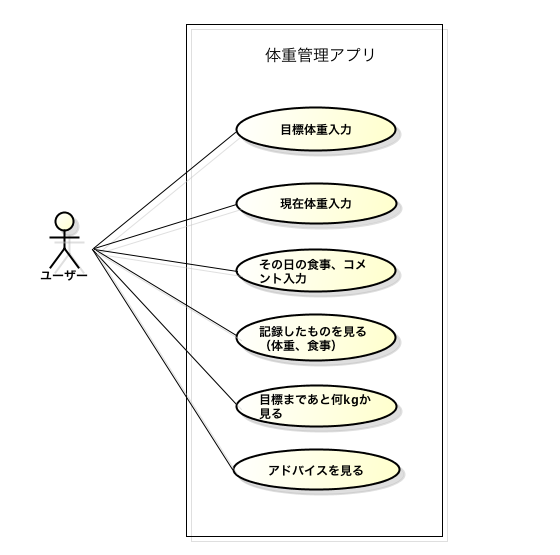 体重管理アプリ
目標体重入力
現在体重入力
ユーザー
その日の食事、コメ
ント入力
記録したものを見る
（体重、食事）
目標まであと何kgか
見る
アドバイスを見る